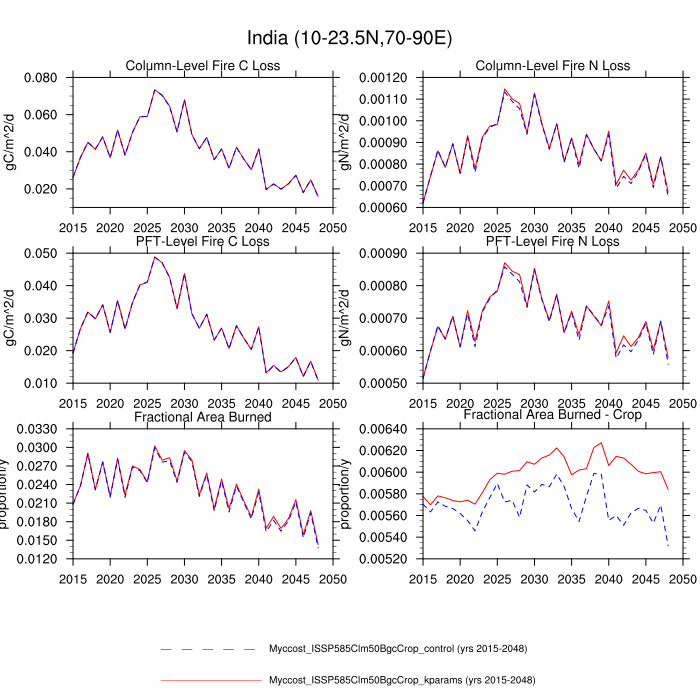 India (10-23.5N,70-90E)
Column-Level Fire C Loss
gC/m^2/d
0.080
0.060
0.040
0.020
2015 2020 2025 2030 2035 2040 2045 2050
Column-Level Fire N Loss
gN/m^2/d
0.00120
0.00110
0.00100
0.00090
0.00080
0.00070
0.00060
2015 2020 2025 2030 2035 2040 2045 2050
PFT-Level Fire C Loss
gC/m^2/d
0.050
0.040
0.030
0.020
0.010
2015 2020 2025 2030 2035 2040 2045 2050
PFT-Level Fire N Loss
gN/m^2/d
0.00090
0.00080
0.00070
0.00060
0.00050
2015 2020 2025 2030 2035 2040 2045 2050
Fractional Area Burned
proportion/y
0.0330
0.0300
0.0270
0.0240
0.0210
0.0180
0.0150
0.0120
2015 2020 2025 2030 2035 2040 2045 2050
Fractional Area Burned - Crop
proportion/y
0.00640
0.00620
0.00600
0.00580
0.00560
0.00540
0.00520
2015 2020 2025 2030 2035 2040 2045 2050
Myccost_ISSP585Clm50BgcCrop_control (yrs 2015-2048)
Myccost_ISSP585Clm50BgcCrop_kparams (yrs 2015-2048)